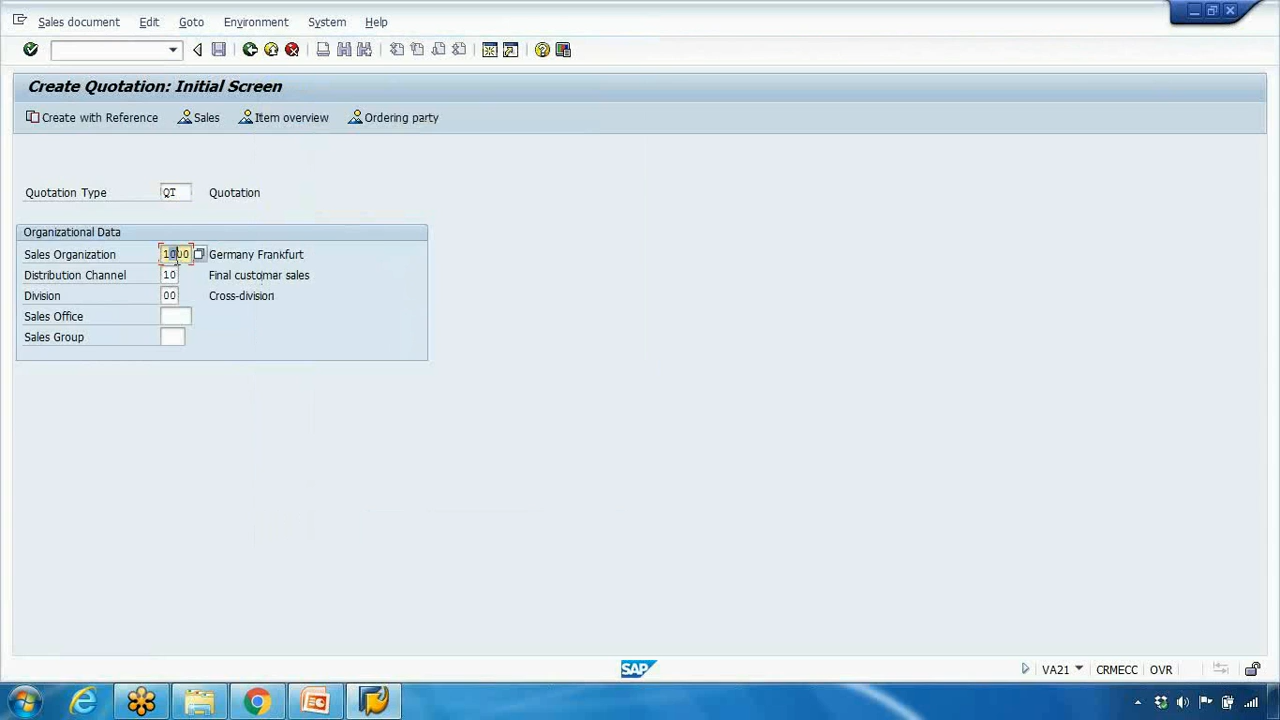 Sales document Edit Goto Environment System Help
Create Quotation: Initial Screen
Create with Reference Sales Item overview Ordering party
Quotation Type QT Quotation
Organizational Data
Sales Organization 1000 Germany Frankfurt
Distribution Channel 10 Final customer sales
Division 00 Cross-division
Sales Office
Sales Group
SAP VA21 CRMECC OVR